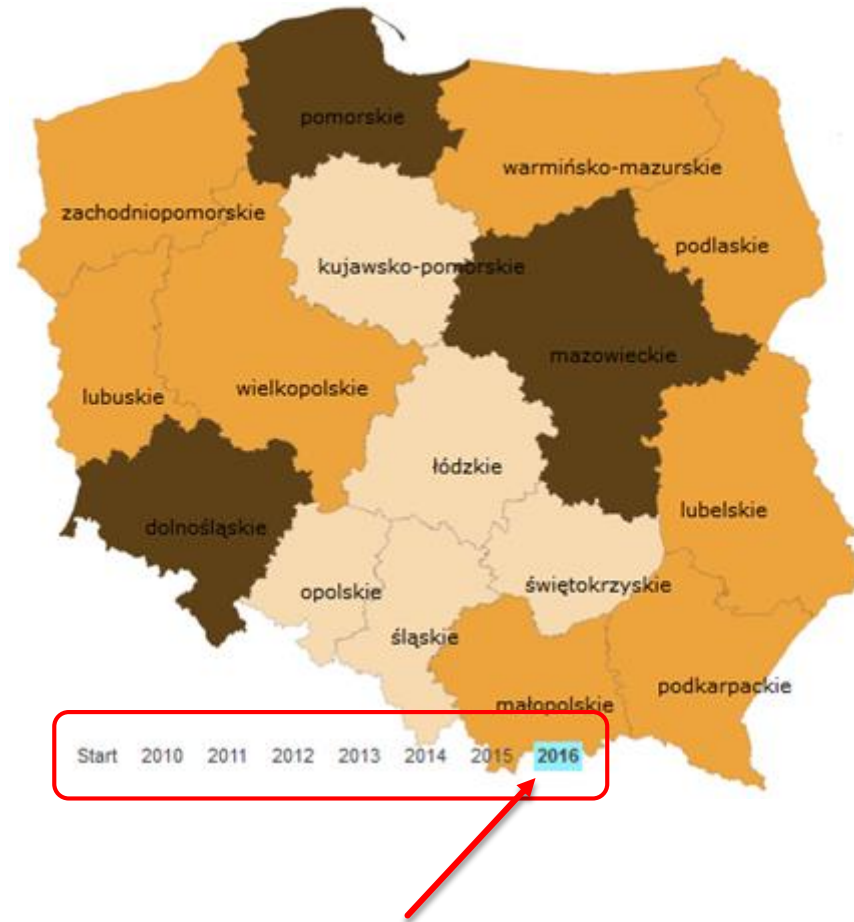 pomorskie
warmińsko-mazurskie
zachodniopomorskie
podlaskie
kujawsko-pomorskie
mazowieckie
wielkopolskie
lubuskie
łódzkie
lubelskie
dolnośląskie
świętokrzyskie
opolskie
śląskie
podkarpackie
małopolskie
Start 2010 2011 2012 2013 2014 2015 2016